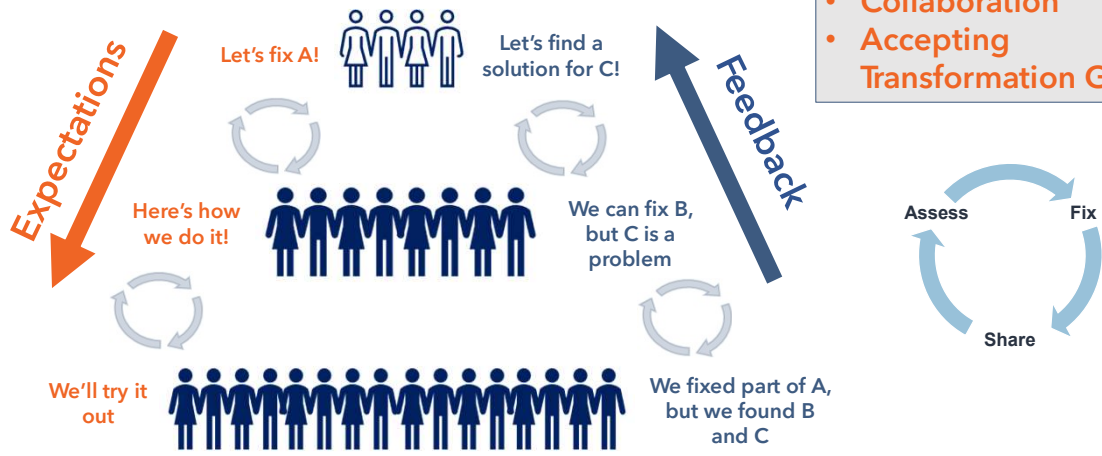 Collaboration
• Accepting
Transformation
Expectations
Let's fix A!
Let's find a
solution for C!
Feedback
Here's how
we do it!
We can fix B,
but C is a
problem
Assess
Fix
Share
We'll try it
out
We fixed part of A,
but we found B
and C